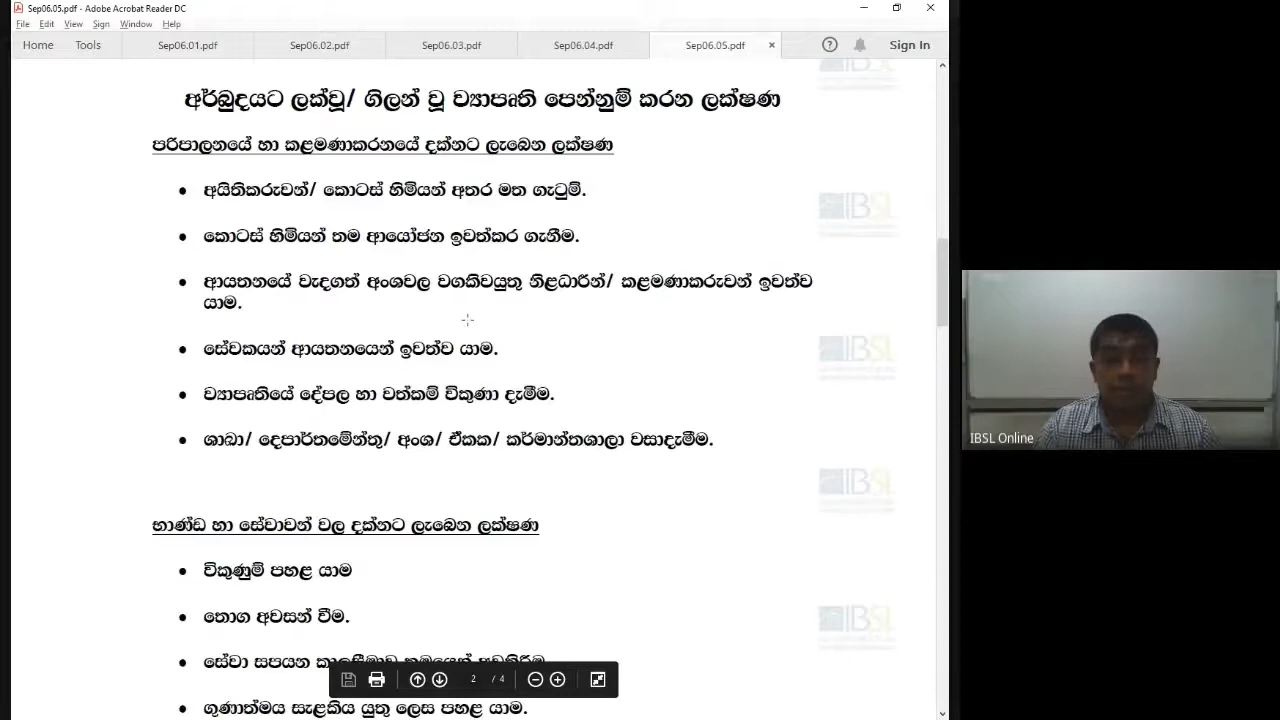 Sep06.05.pdf - Adobe Acrobat Reader DC
File Edit View Sign Window Help
Home Tools Sep06.01.pdf Sep06.02.pdf Sep06.03.pdf Sep06.04.pdf Sep06.05.pdf × Sign In
අර්බුදයට ලක්වූ/ ගිලන් වූ ව්‍යාපෘති පෙන්නුම් කරන ලක්ෂණ
පරිපාලනයේ හා කළමණාකරනයේ දක්නට ලැබෙන ලක්ෂණ
• අයිතිකරුවන්/ කොටස් හිමියන් අතර මත ගැටුම්.
• කොටස් හිමියන් තම ආයෝජන ඉවත්කර ගැනීම.
• ආයතනයේ වැදගත් අංශවල වගකිවයුතු නිළධාරීන්/ කළමණාකරුවන් ඉවත්ව
යාම.
• සේවකයන් ආයතනයෙන් ඉවත්ව යාම.
• ව්‍යාපෘතියේ දේපල හා වත්කම් විකුණා දැමීම.
• ශාඛා/ දෙපාර්තමේන්තු/ අංශ/ ඒකක/ කර්මාන්තශාලා වසාදැමීම.
IBSL Online
භාණ්ඩ හා සේවාවන් වල දක්නට ලැබෙන ලක්ෂණ
• විකුණුම් පහළ යාම
• තොග අවසන් වීම.
• සේවා සපයන
2 / 4
• ගුණාත්මය සැළකිය යුතු ලෙස පහළ යාම.
IBSL
IBSL
IBSL
IBSL